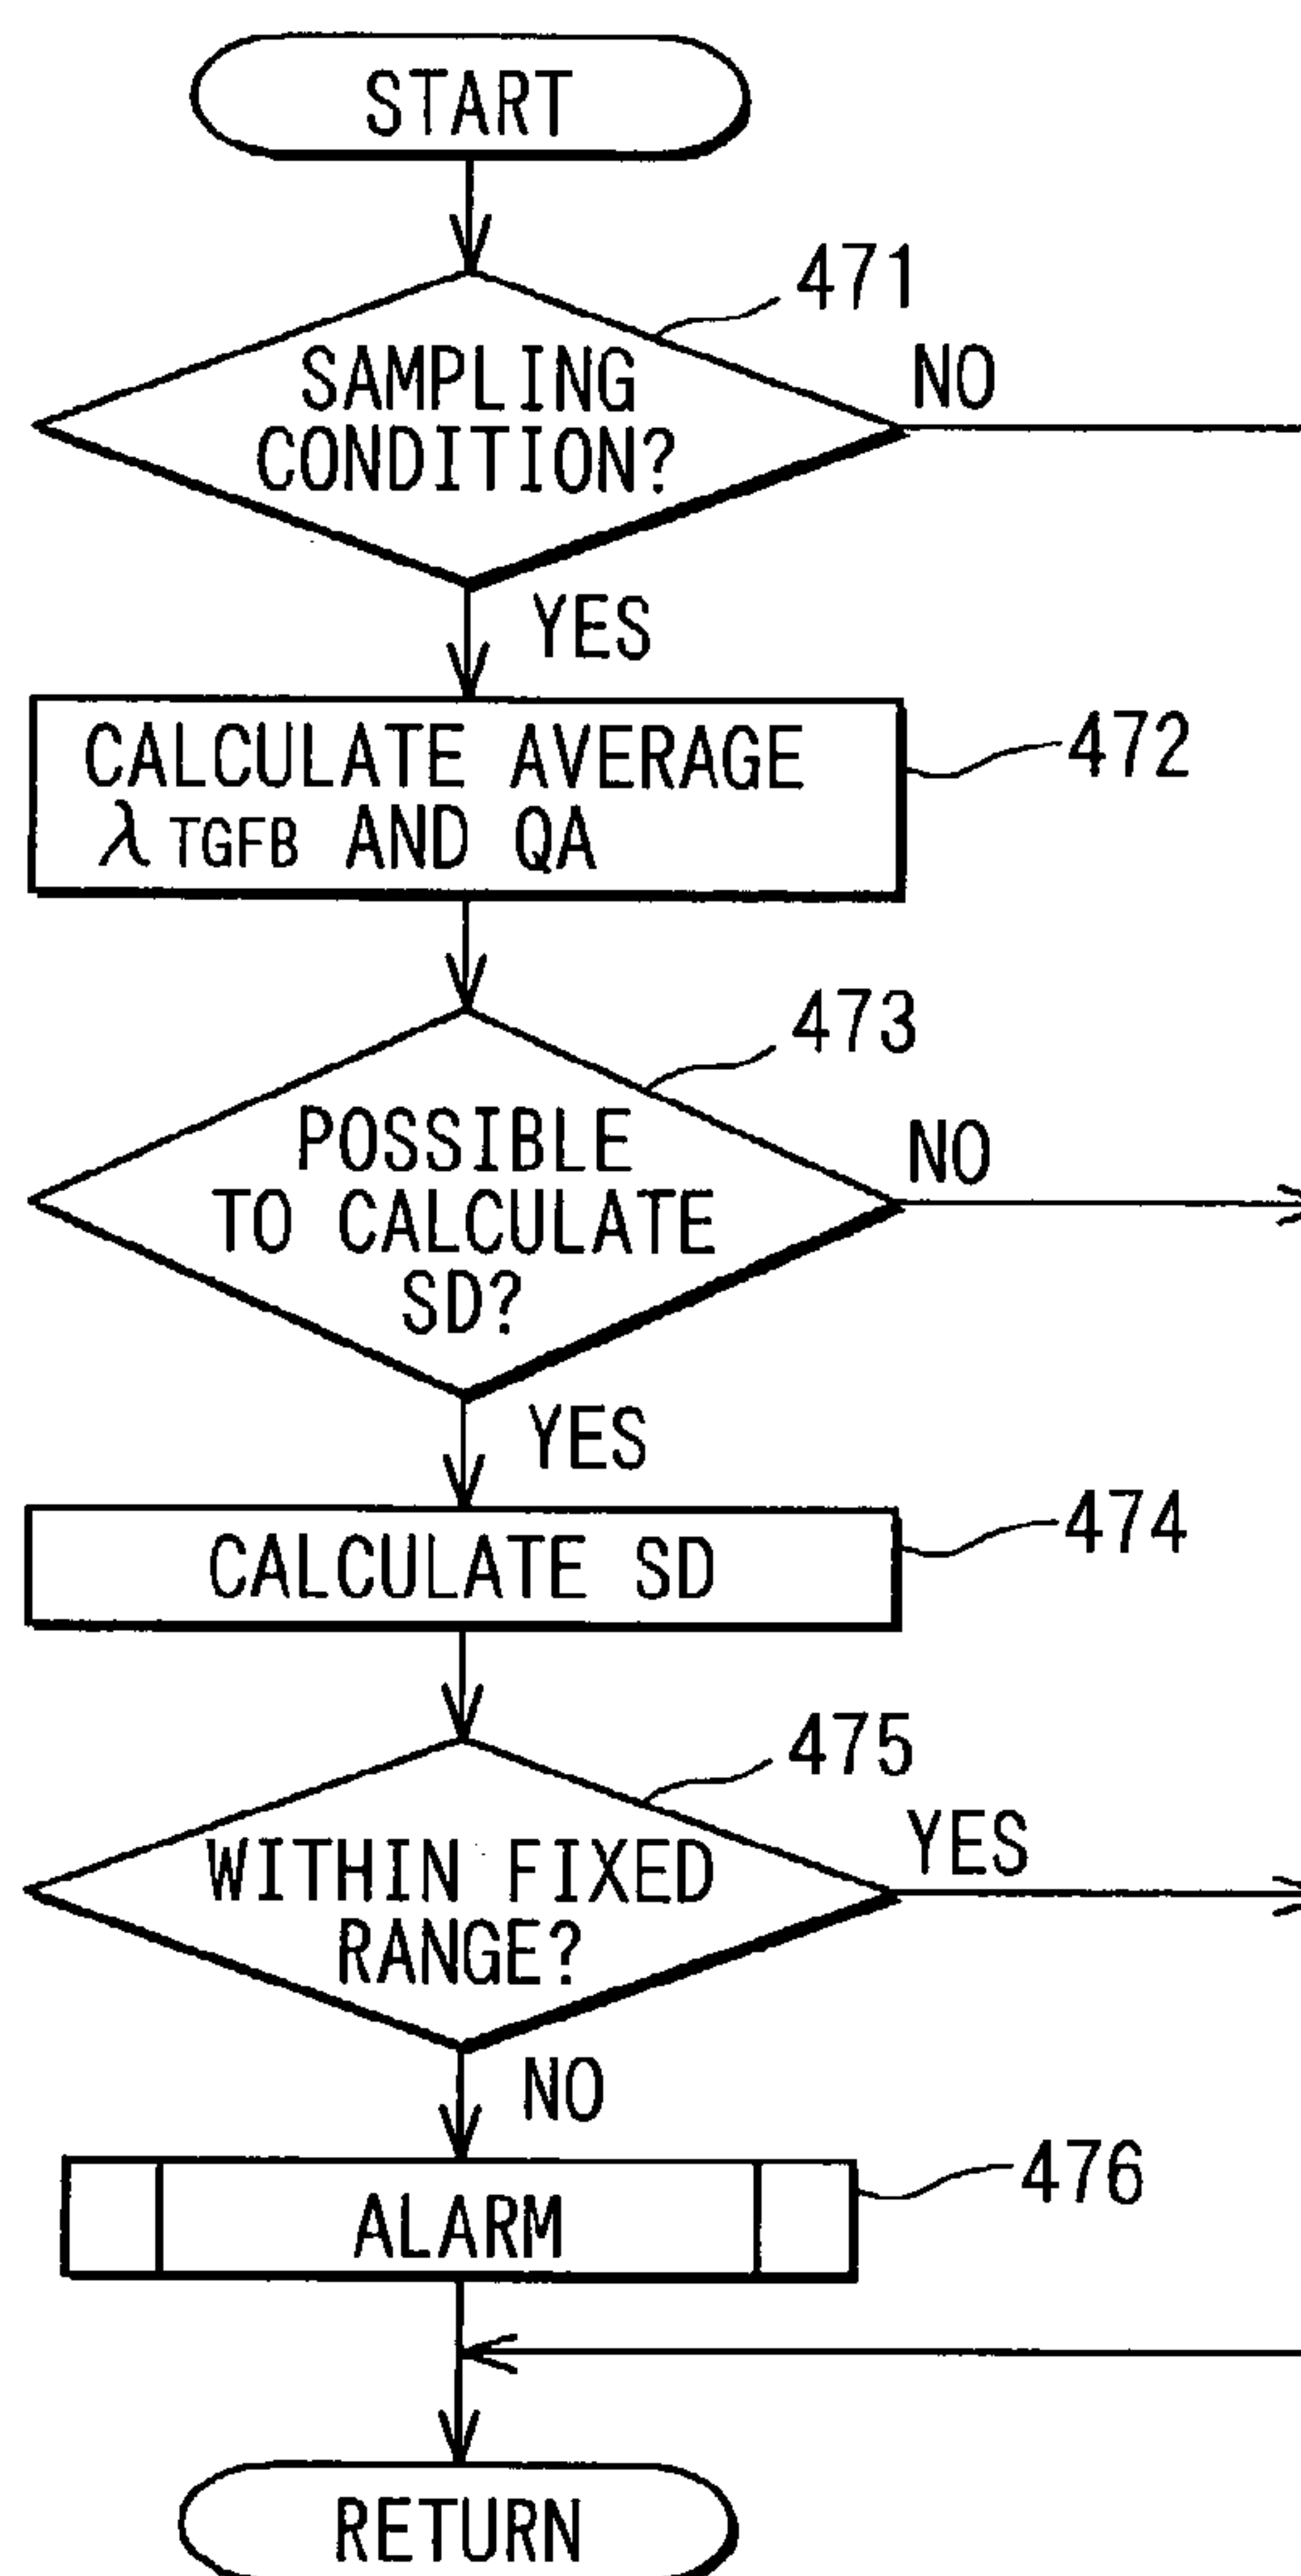 START
471
SAMPLING
CONDITION?
NO
YES
CALCULATE AVERAGE
λTGFB AND QA
472
473
POSSIBLE
TO CALCULATE
SD?
NO
YES
CALCULATE SD
474
475
WITHIN FIXED
RANGE?
YES
NO
ALARM
476
RETURN